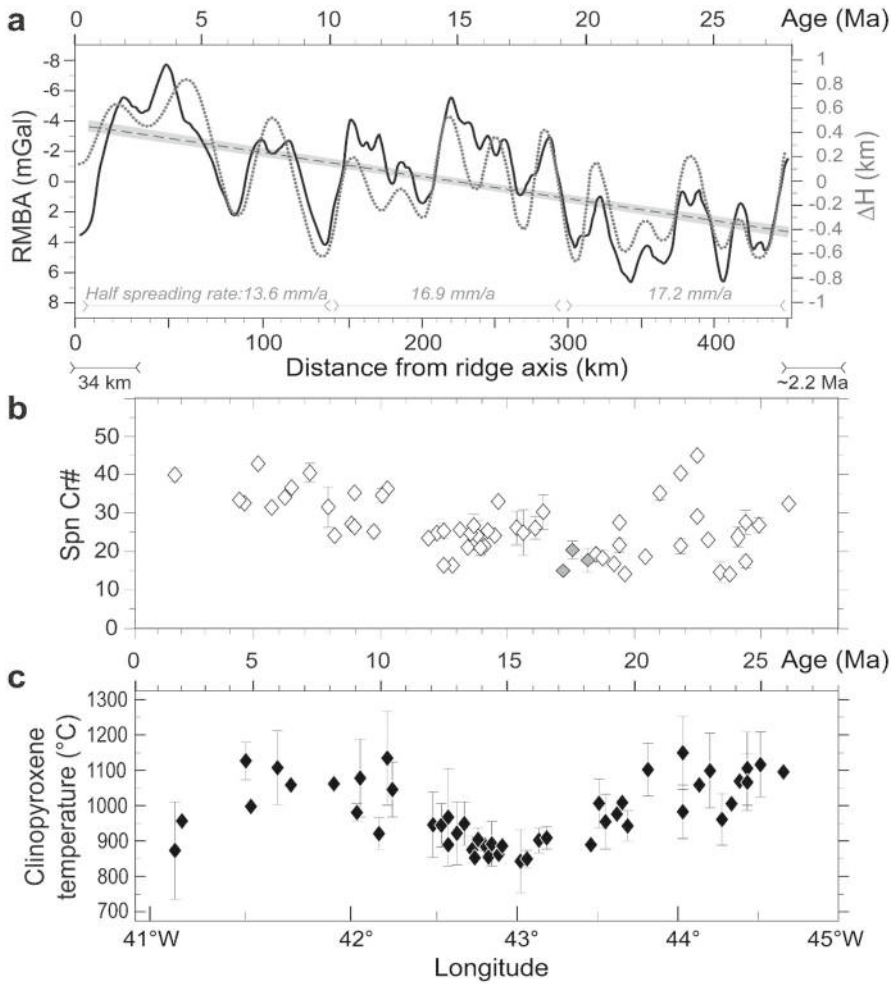 a
0 5 10 15 20 25 Age (Ma)
RMBA (mGal)
-8
-6
-4
-2
0
2
4
6
8
1
0.8
0.6
0.4
0.2
0
-0.2
-0.4
-0.6
-0.8
-1
ΔH (km)
Half spreading rate:13.6 mm/a 16.9 mm/a 17.2 mm/a
0 100 200 300 400
Distance from ridge axis (km)
34 km ~2.2 Ma
b
Spn Cr#
50
40
30
20
10
0
0 5 10 15 20 25 Age (Ma)
c
Clinopyroxene
temperature (°C)
1300
1200
1100
1000
900
800
700
41°W 42° 43° 44° 45°W
Longitude